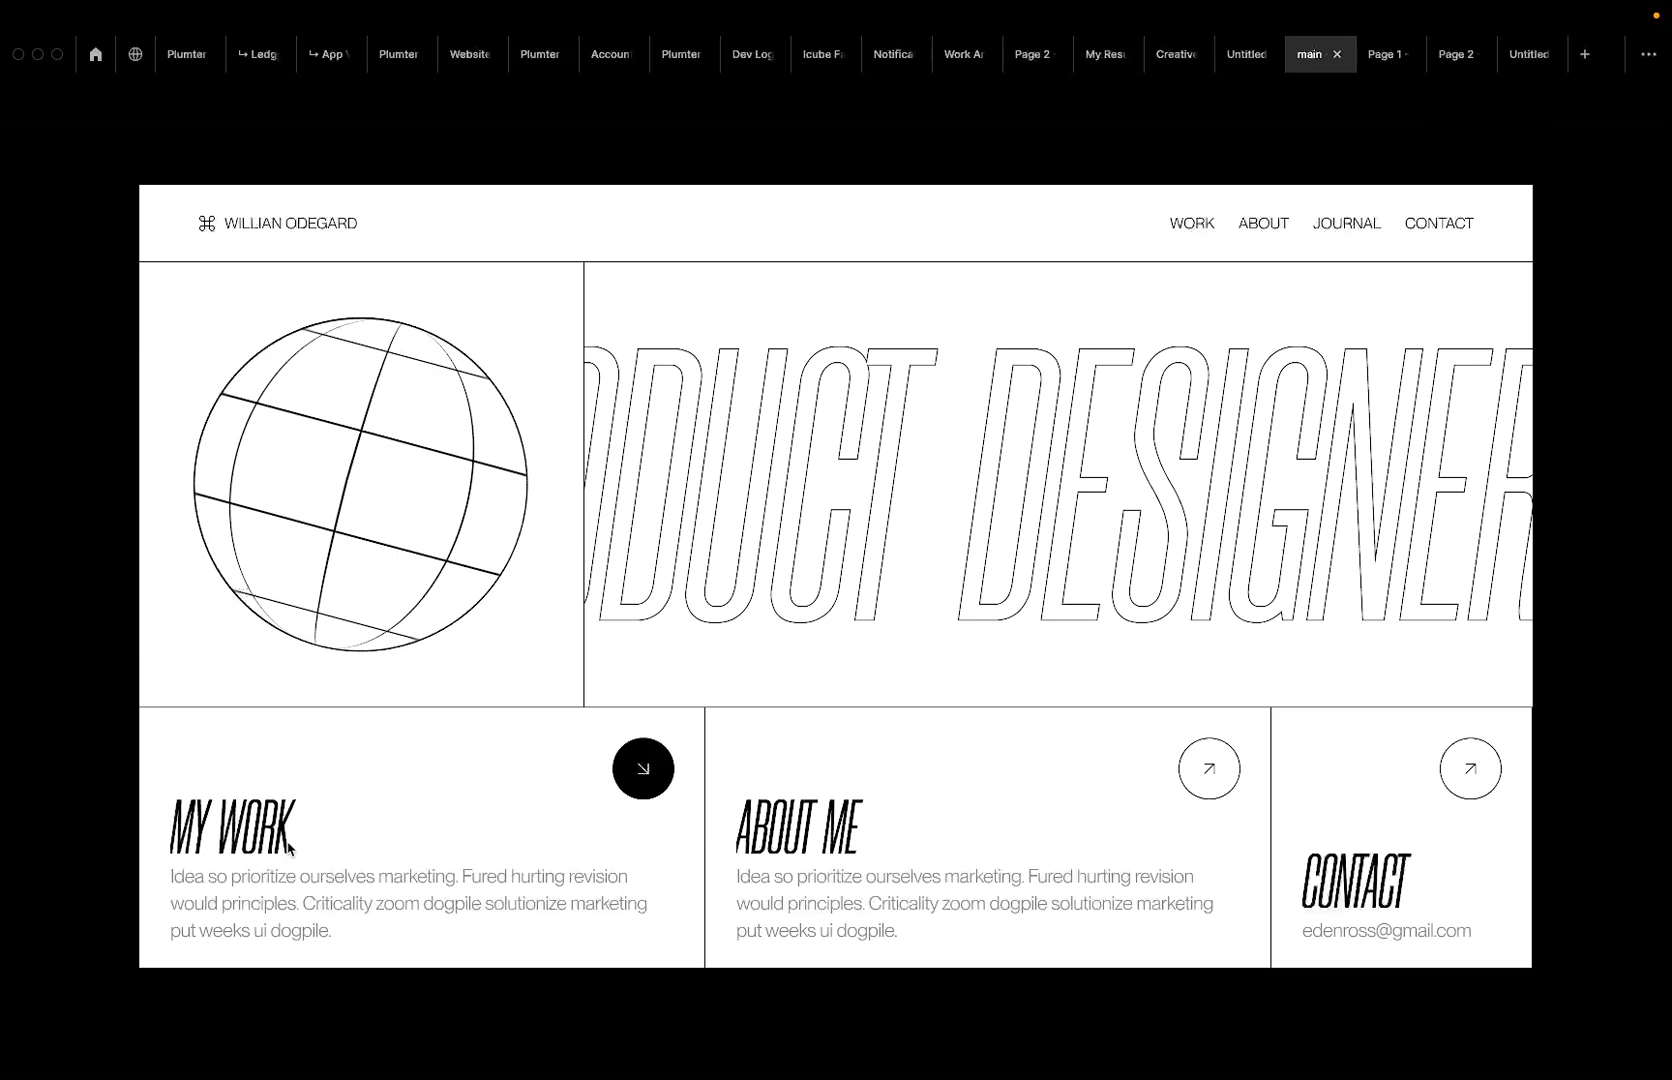 Plumter
↪ Ledg
↪ App
Plumter
Website
Plumter
Accoun
Plumter
Dev Log
Icube F
Notifica
Work Ar
Page 2
My Res
Creative
Untitled
main
Page 1
Page 2
Untitled
WILLIAN ODEGARD
WORK ABOUT JOURNAL CONTACT
ODUCT DESIGNER
MY WORK
Idea so prioritize ourselves marketing. Fured hurting revision
would principles. Criticality zoom dogpile solutionize marketing
put weeks ui dogpile.
ABOUT ME
Idea so prioritize ourselves marketing. Fured hurting revision
would principles. Criticality zoom dogpile solutionize marketing
put weeks ui dogpile.
CONTACT
edenross@gmail.com